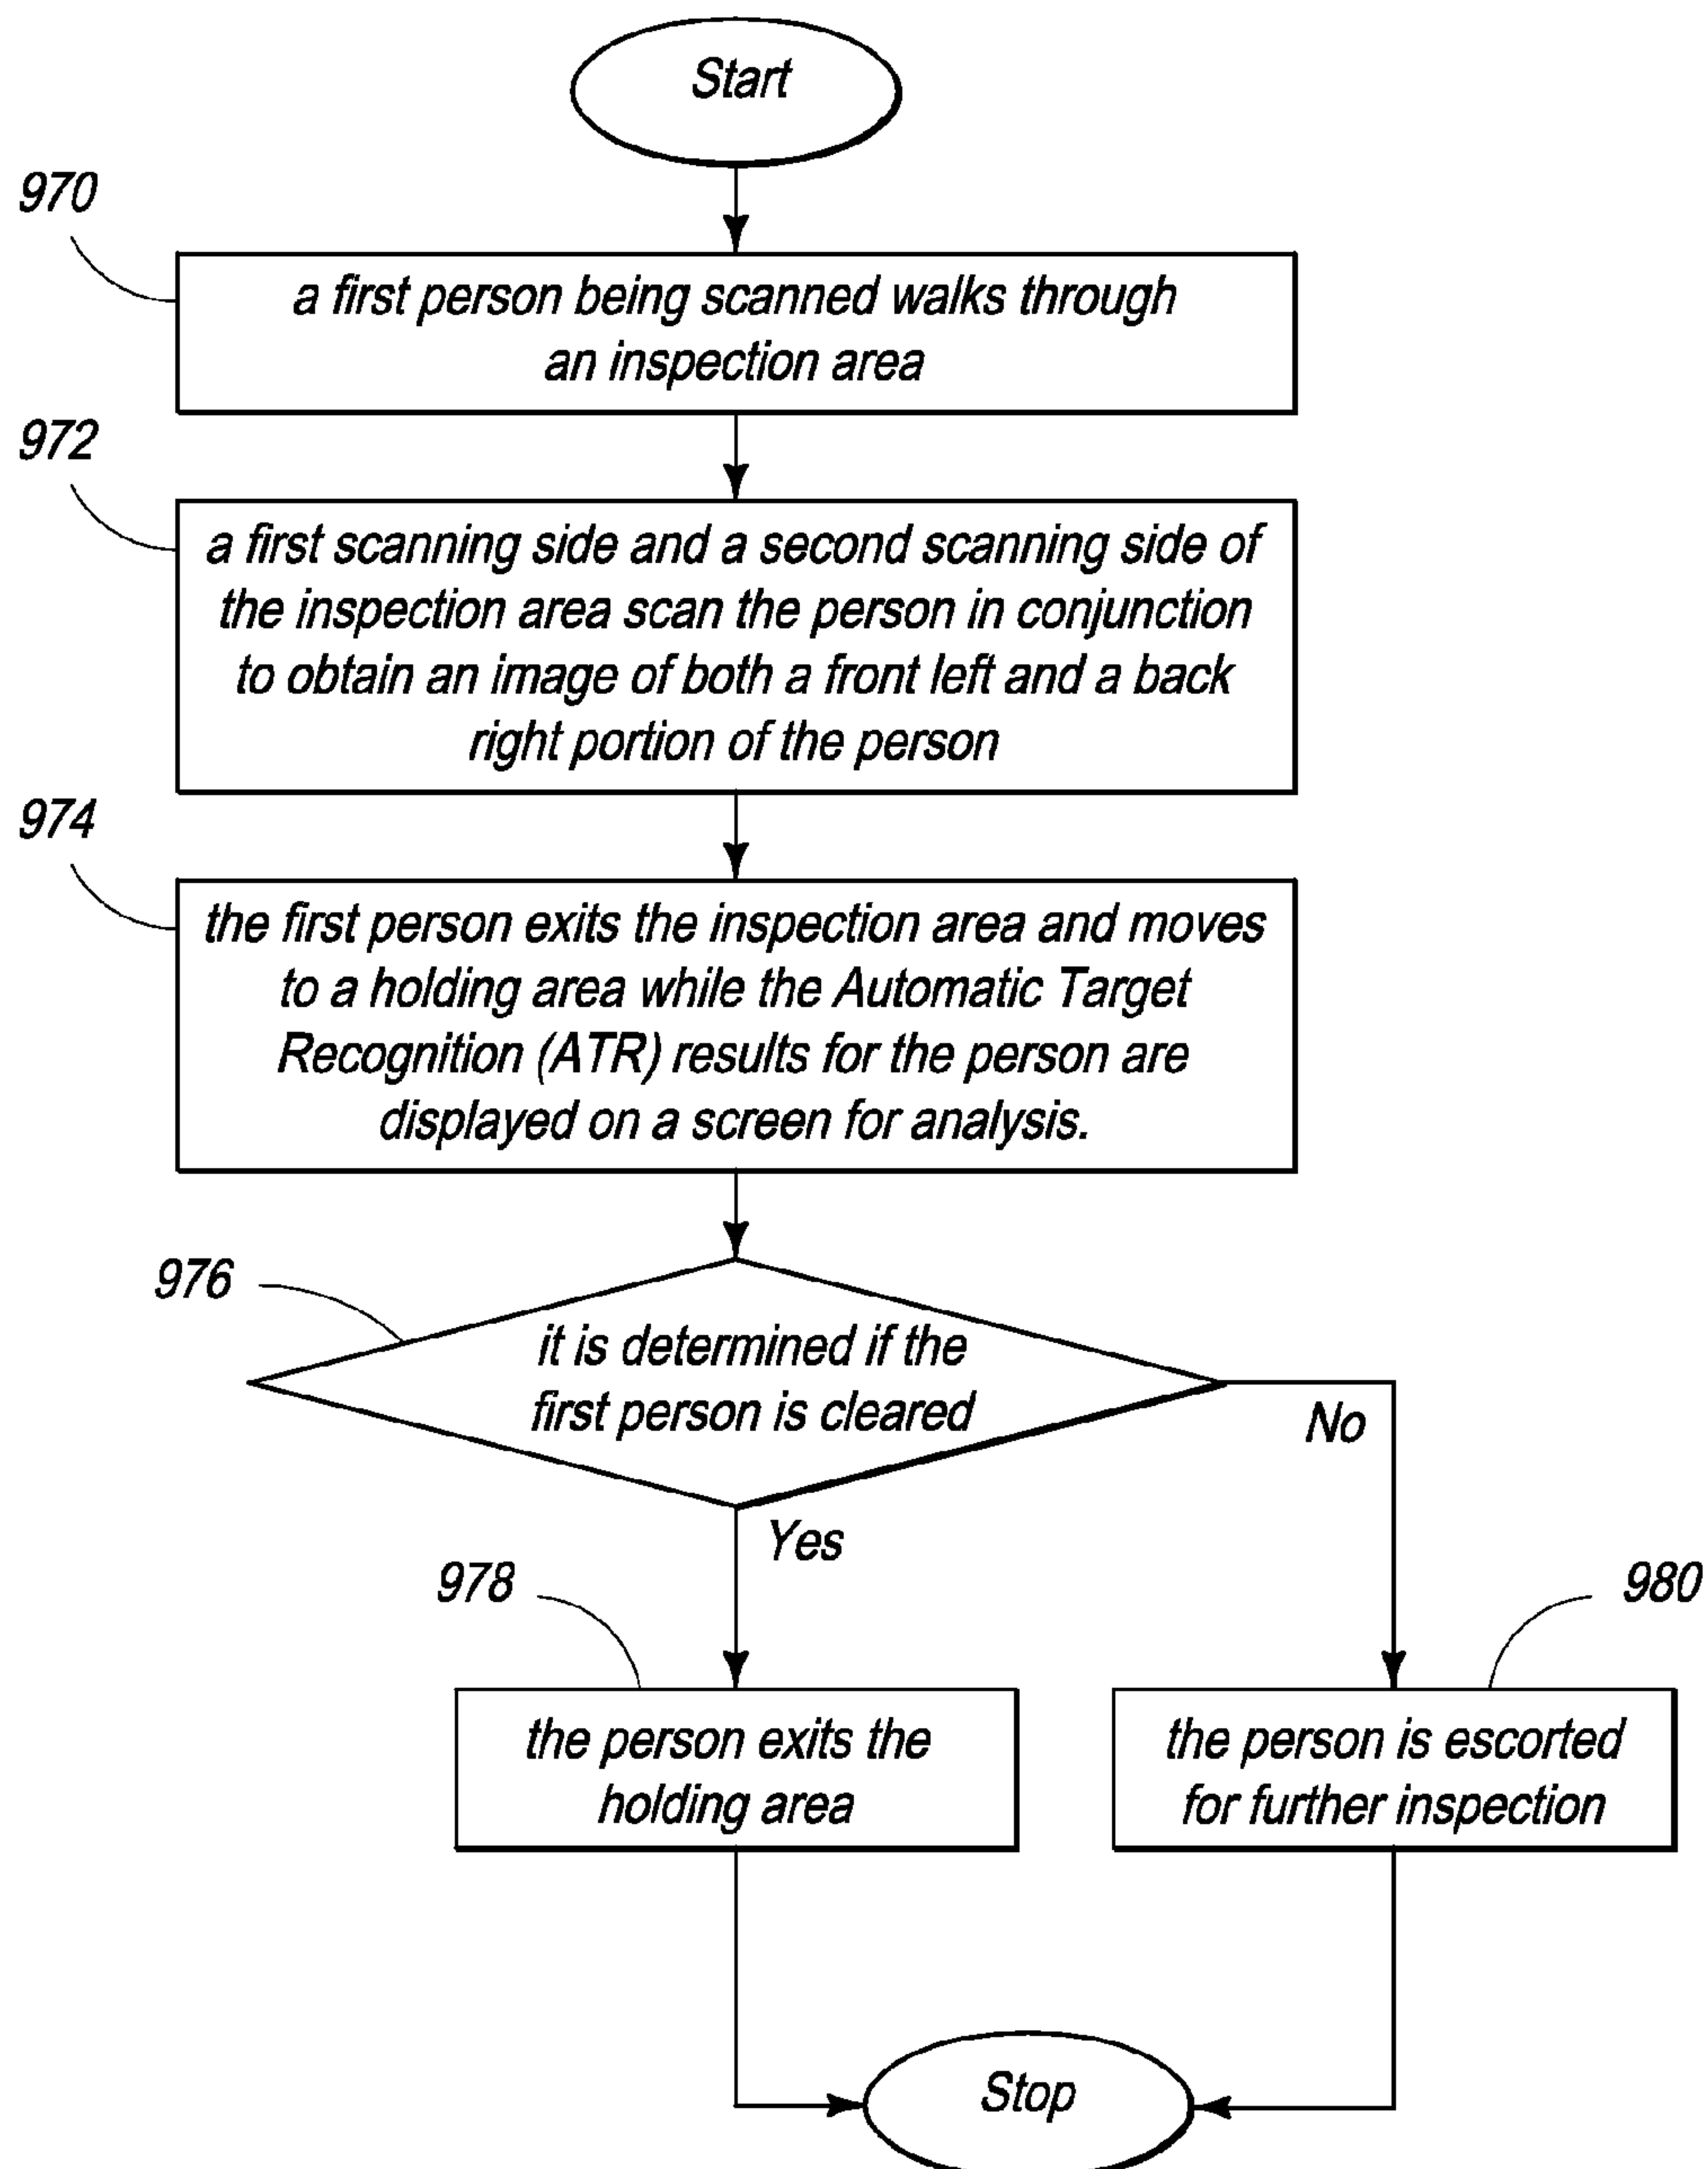 Start
970
a first person being scanned walks through
an inspection area
972
a first scanning side and a second scanning side of
the inspection area scan the person in conjunction
to obtain an image of both a front left and a back
right portion of the person
974
the first person exits the inspection area and moves
to a holding area while the Automatic Target
Recognition (ATR) results for the person are
displayed on a screen for analysis.
976
it is determined if the
first person is cleared
No
Yes
978
980
the person exits the
holding area
the person is escorted
for further inspection
Stop